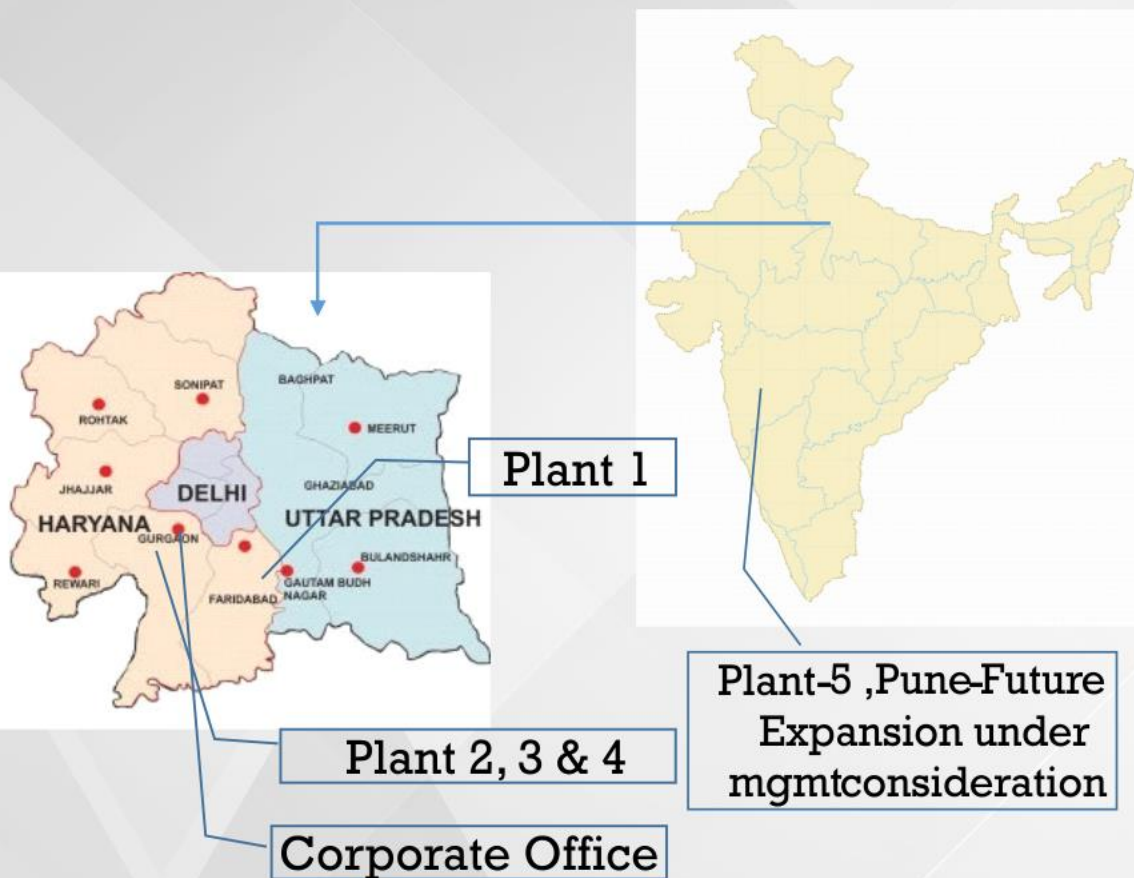 SONIPAT
BAGHPAT
ROHTAK
MEERUT
JHAJJAR
DELHI
GHAZIABAD
HARYANA
GURGAON
UTTAR PRADESH
REWARI
FARIDABAD
GAUTAM BUDH
NAGAR
BULANDSHAHR
Plant 1
Plant 2, 3 & 4
Corporate Office
Plant-5 ,Pune-Future
Expansion under
mgmtconsideration